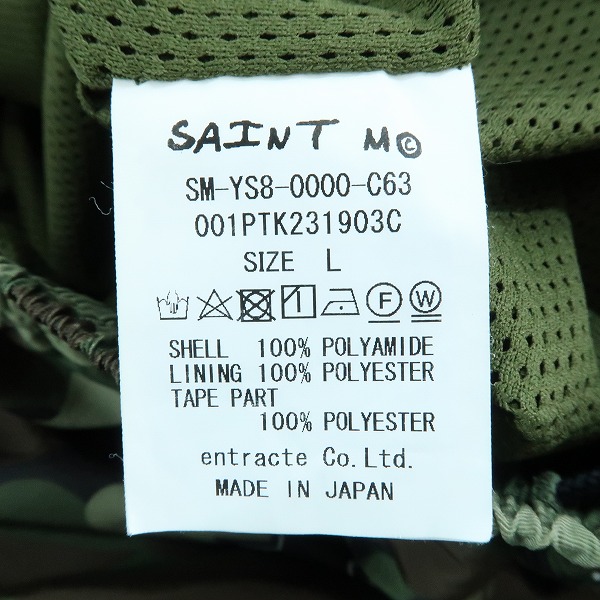 SAINT M©
SM-YS8-0000-C63
001PTK231903C
SIZE L
F W
SHELL 100% POLYAMIDE
LINING 100% POLYESTER
TAPE PART
100% POLYESTER
entracte Co.Ltd.
MADE IN JAPAN